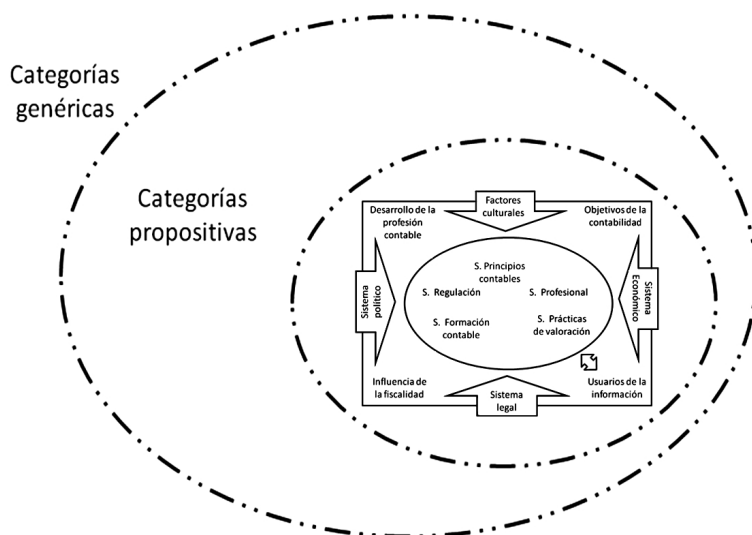 Categorías
genéricas
Categorías
propositivas
Desarrollo de la
profesión
contable
Factores
culturales
Objetivos de la
contabilidad
Sistema
político
S. Principios
contables
S. Regulación
S. Profesional
S. Formación
contable
S. Prácticas
de valoración
Sistema
Económico
Influencia de
la fiscalidad
Sistema
legal
Usuarios de la
información